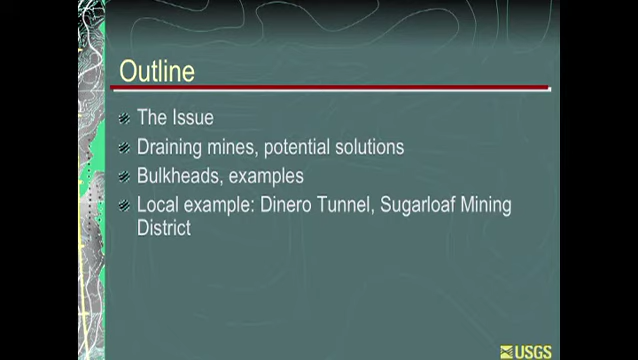 Outline
The Issue
Draining mines, potential solutions
Bulkheads, examples
Local example: Dinero Tunnel, Sugarloaf Mining
District
USGS